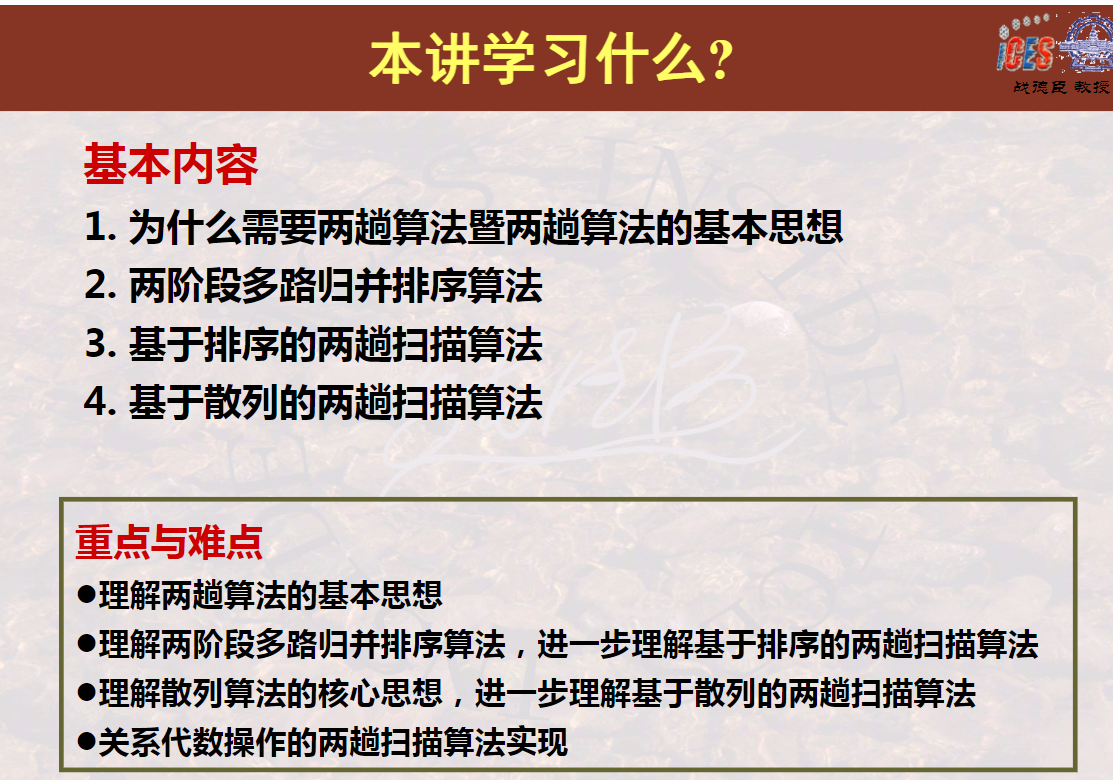 本讲学习什么?
iCES
战德臣 教授
基本内容
1. 为什么需要两趟算法暨两趟算法的基本思想
2. 两阶段多路归并排序算法
3. 基于排序的两趟扫描算法
4. 基于散列的两趟扫描算法
重点与难点
●理解两趟算法的基本思想
●理解两阶段多路归并排序算法，进一步理解基于排序的两趟扫描算法
●理解散列算法的核心思想，进一步理解基于散列的两趟扫描算法
●关系代数操作的两趟扫描算法实现